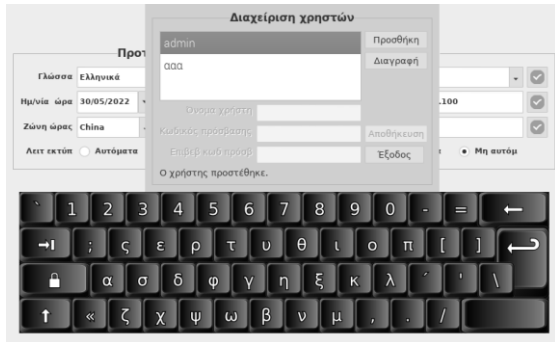 Διαχείριση χρηστών
admin
ααα
Προσθήκη
Διαγραφή
Όνομα χρήστη
Κωδικός πρόσβασης
Επιβεβ κωδ πρόσβ
Αποθήκευση
Έξοδος
Ο χρήστης προστέθηκε.
Προτ
Γλώσσα Ελληνικά
Ημ/νία ώρα 30/05/2022 .100
Ζώνη ώρας China
Λειτ εκτύπ Αυτόματα Μη αυτόμ
` 1 2 3 4 5 6 7 8 9 0 - = ←
; ς ε ρ τ υ θ ι ο π [ ]
α σ δ φ γ η ξ κ λ ΄ ' \
« ζ χ ψ ω β ν μ , . /